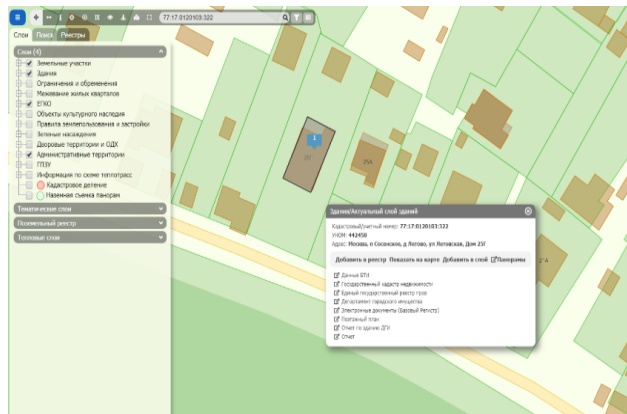 77:17:0120103:322
Слои Поиск Реестры
Слои (4)
Земельные участки
Здания
Ограничения и обременения
Межевание жилых кварталов
ЕГКО
Объекты культурного наследия
Правила землепользования и застройки
Зеленые насаждения
Дворовые территории и ОДХ
Административные территории
ГПЗУ
Информация по схеме теплотрасс
Кадастровое деление
Наземная съемка панорам
Тематические слои
Поземельный реестр
Тепловые слои
1
25А
Здания/Актуальный слой зданий
Кадастровый/учетный номер: 77:17:0120103:322
УНОМ: 442458
Адрес: Москва, п Сосенское, д Летово, ул Летовская, Дом 23Г
Добавить в реестр Показать на карте Добавить в слой Панорамы
Данные БТИ
Государственный кадастр недвижимости
Единый государственный реестр прав
Департамент городского имущества
Электронные документы (Базовый Регистр)
Поэтажный план
Отчет по зданию ДГИ
Отчет